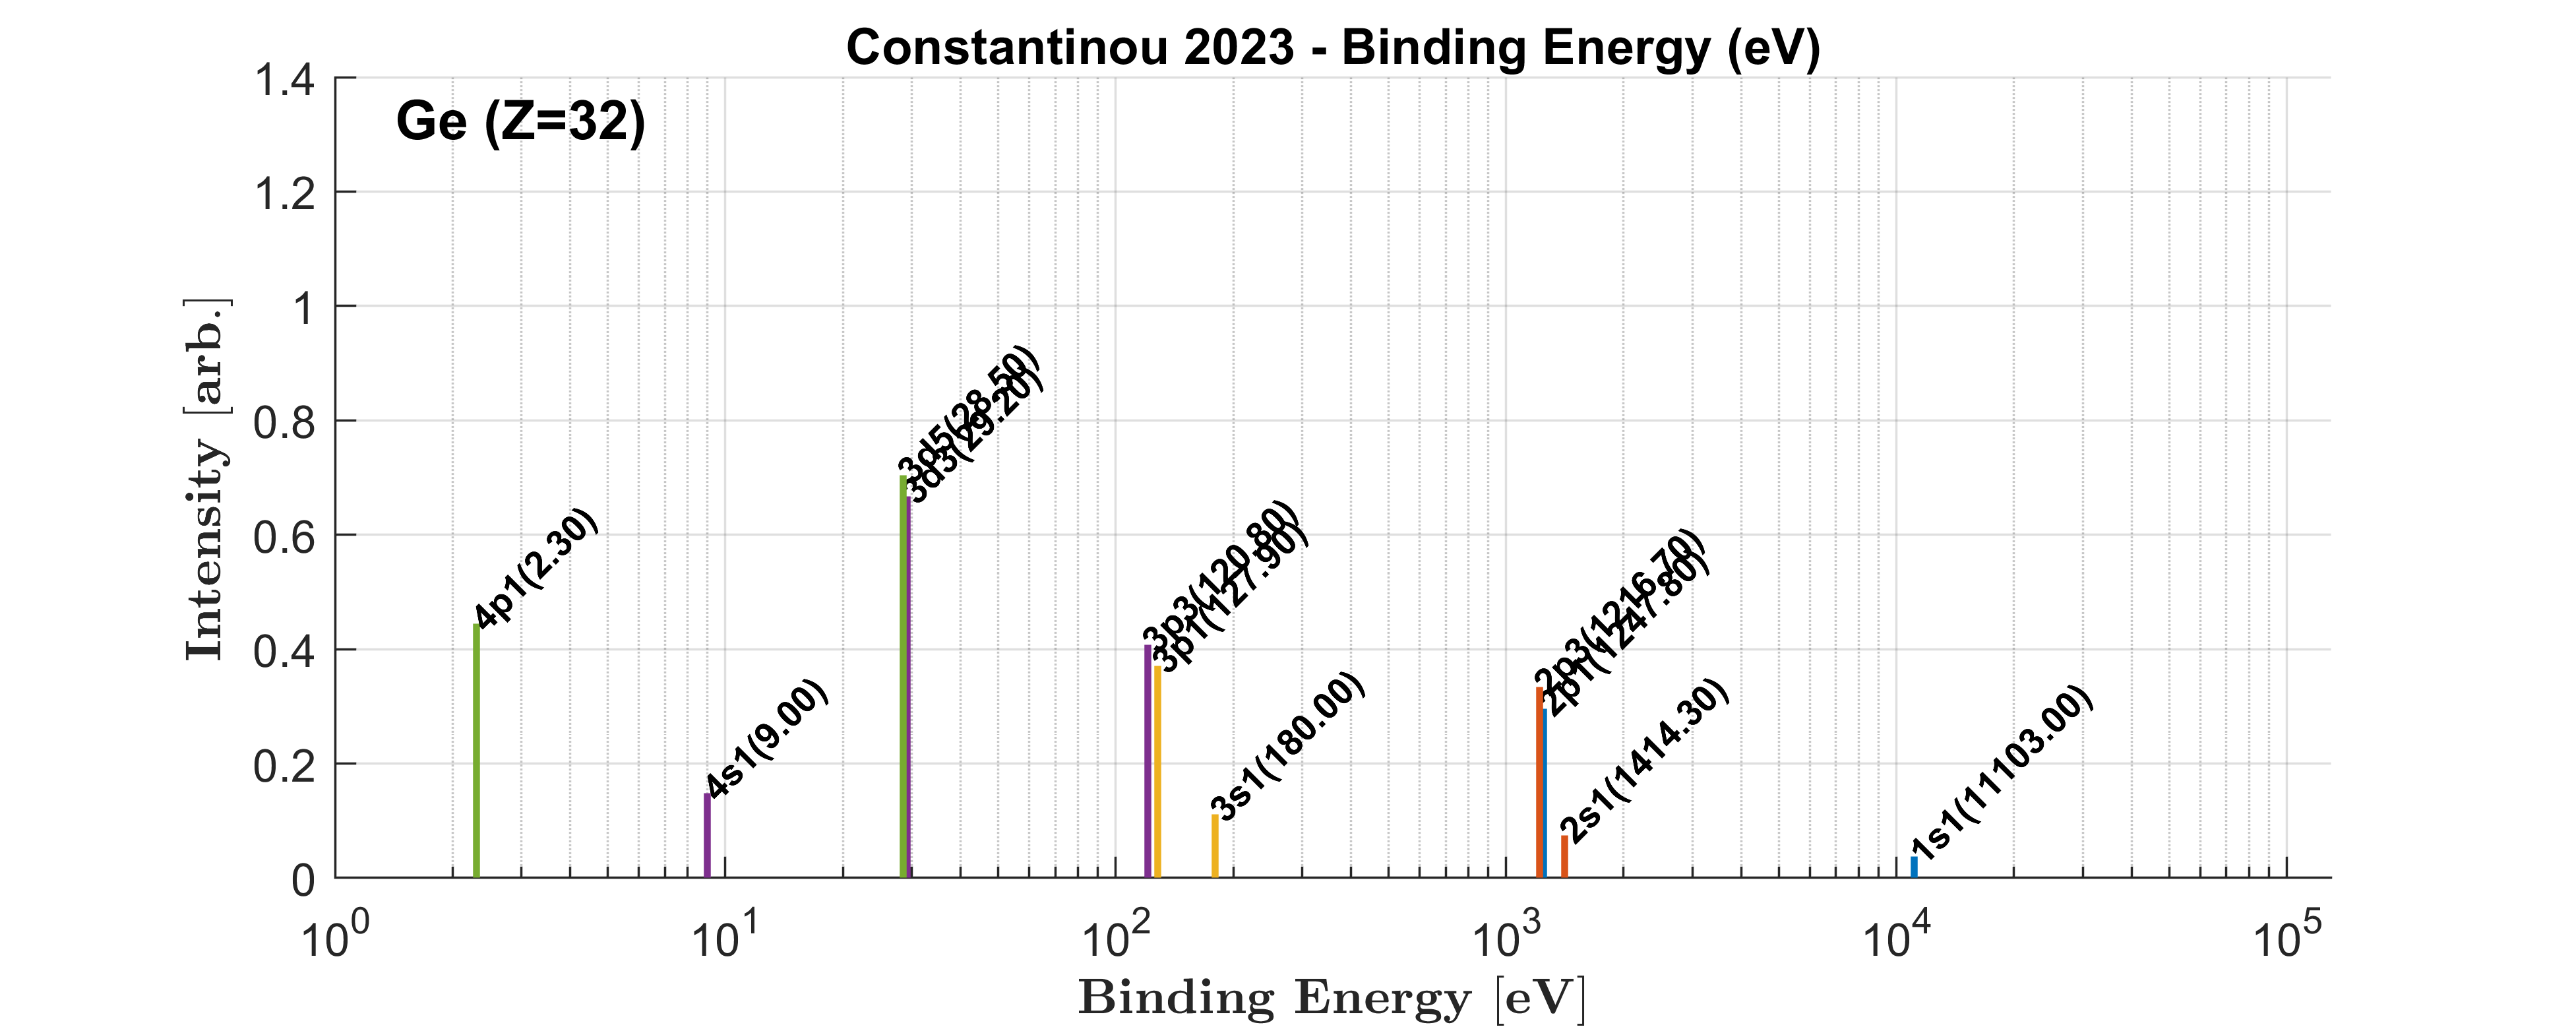 Constantinou 2023 - Binding Energy (eV)
Ge (Z=32)
1.4
1.2
1
0.8
0.6
0.4
0.2
0
Intensity [arb.]
4p1(2.30)
4s1(9.00)
3d5(28.50)
3d3(29.20)
3p3(120.80)
3p1(127.90)
3s1(180.00)
2p3(1216.70)
2p1(1247.80)
2s1(1414.30)
1s1(11103.00)
10^0 10^1 10^2 10^3 10^4 10^5
Binding Energy [eV]